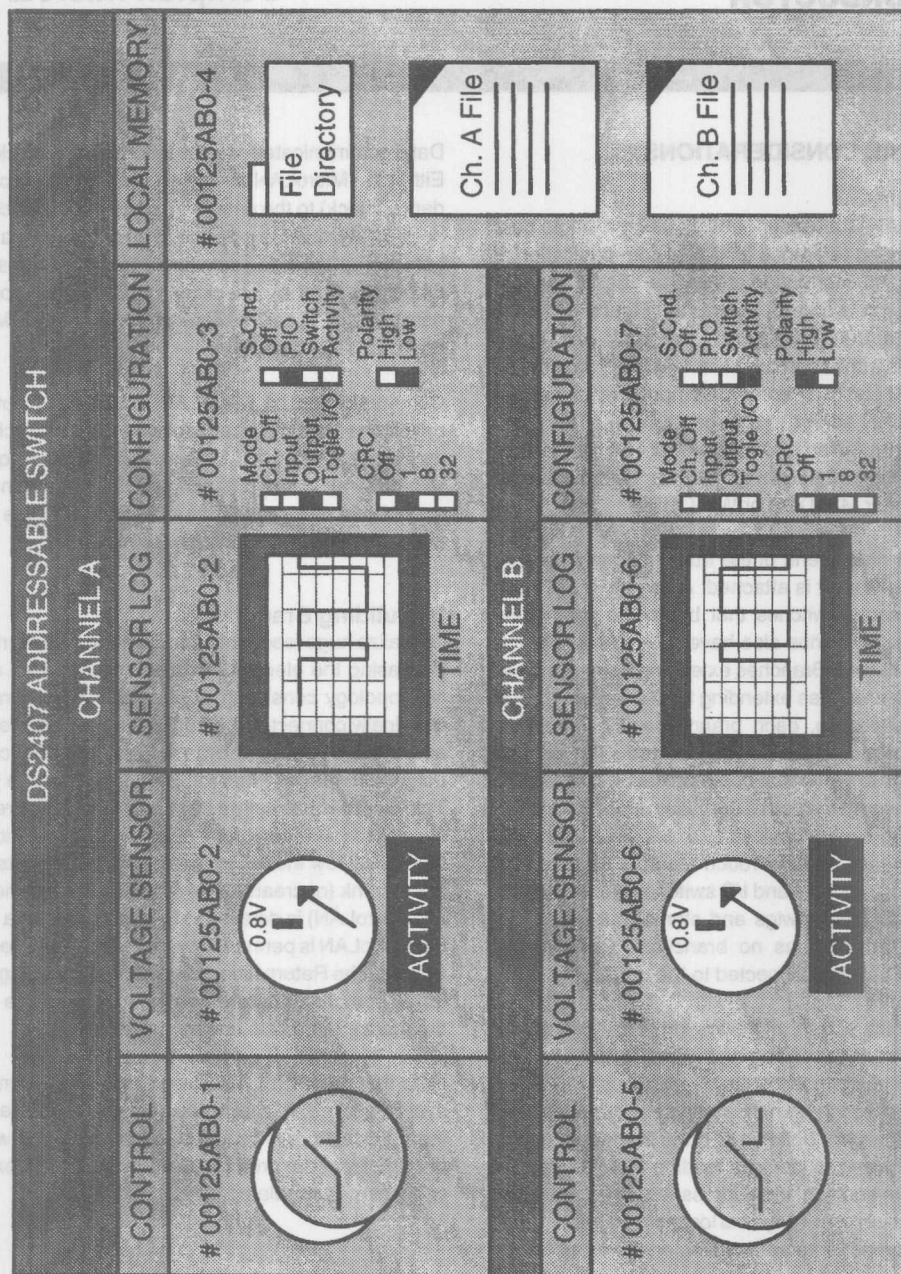 DS2407 ADDRESSABLE SWITCH
CHANNEL A
CONTROL
VOLTAGE SENSOR
SENSOR LOG
CONFIGURATION
LOCAL MEMORY
# 00125AB0-1
# 00125AB0-2
# 00125AB0-2
# 00125AB0-3
# 00125AB0-4
0.8V
ACTIVITY
TIME
Mode
Ch. Off
Input
Output
Togle I/O
S-Cnd.
Off
PIO
Switch
Activity
CRC
Off
1
8
32
Polarity
High
Low
File
Directory
Ch. A File
Ch. B File
CHANNEL B
CONTROL
VOLTAGE SENSOR
SENSOR LOG
CONFIGURATION
# 00125AB0-5
# 00125AB0-6
# 00125AB0-6
# 00125AB0-7
0.8V
ACTIVITY
TIME
Mode
Ch. Off
Input
Output
Togle I/O
S-Cnd.
Off
PIO
Switch
Activity
CRC
Off
1
8
32
Polarity
High
Low